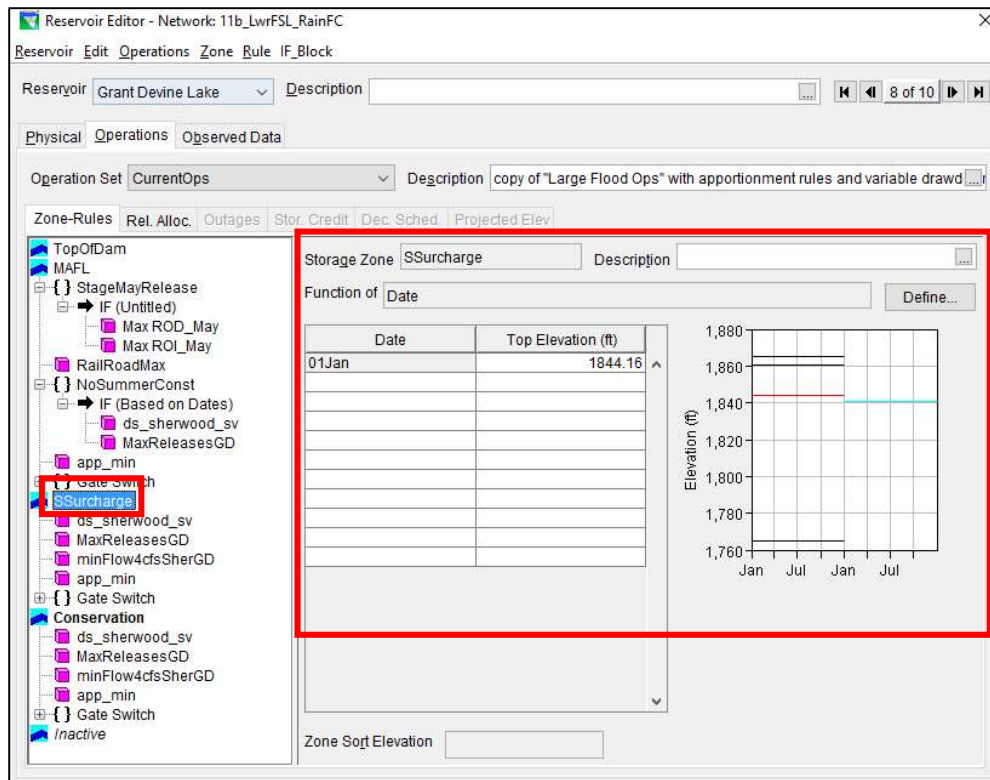 Reservoir Editor - Network: 11b_LwrFSL_RainFC
Reservoir Edit Operations Zone Rule IF_Block
Reservoir Grant Devine Lake Description ... 8 of 10
Physical Operations Observed Data
Operation Set CurrentOps Description copy of "Large Flood Ops" with apportionment rules and variable drawd ...
Zone-Rules Rel. Alloc. Outages Stor. Credit Dec. Sched. Projected Elev
TopOfDam
MAFL
{ } StageMayRelease
IF (Untitled)
Max ROD_May
Max ROI_May
RailRoadMax
{ } NoSummerConst
IF (Based on Dates)
ds_sherwood_sv
MaxReleasesGD
app_min
{ } Gate Switch
SSurcharge
ds_sherwood_sv
MaxReleasesGD
minFlow4cfsSherGD
app_min
{ } Gate Switch
Conservation
ds_sherwood_sv
MaxReleasesGD
minFlow4cfsSherGD
app_min
{ } Gate Switch
Inactive
Storage Zone SSurcharge Description ...
Function of Date Define...
Date Top Elevation (ft)
01Jan 1844.16
Elevation (ft)
1,880
1,860
1,840
1,820
1,800
1,780
1,760
Jan Jul Jan Jul
Zone Sort Elevation